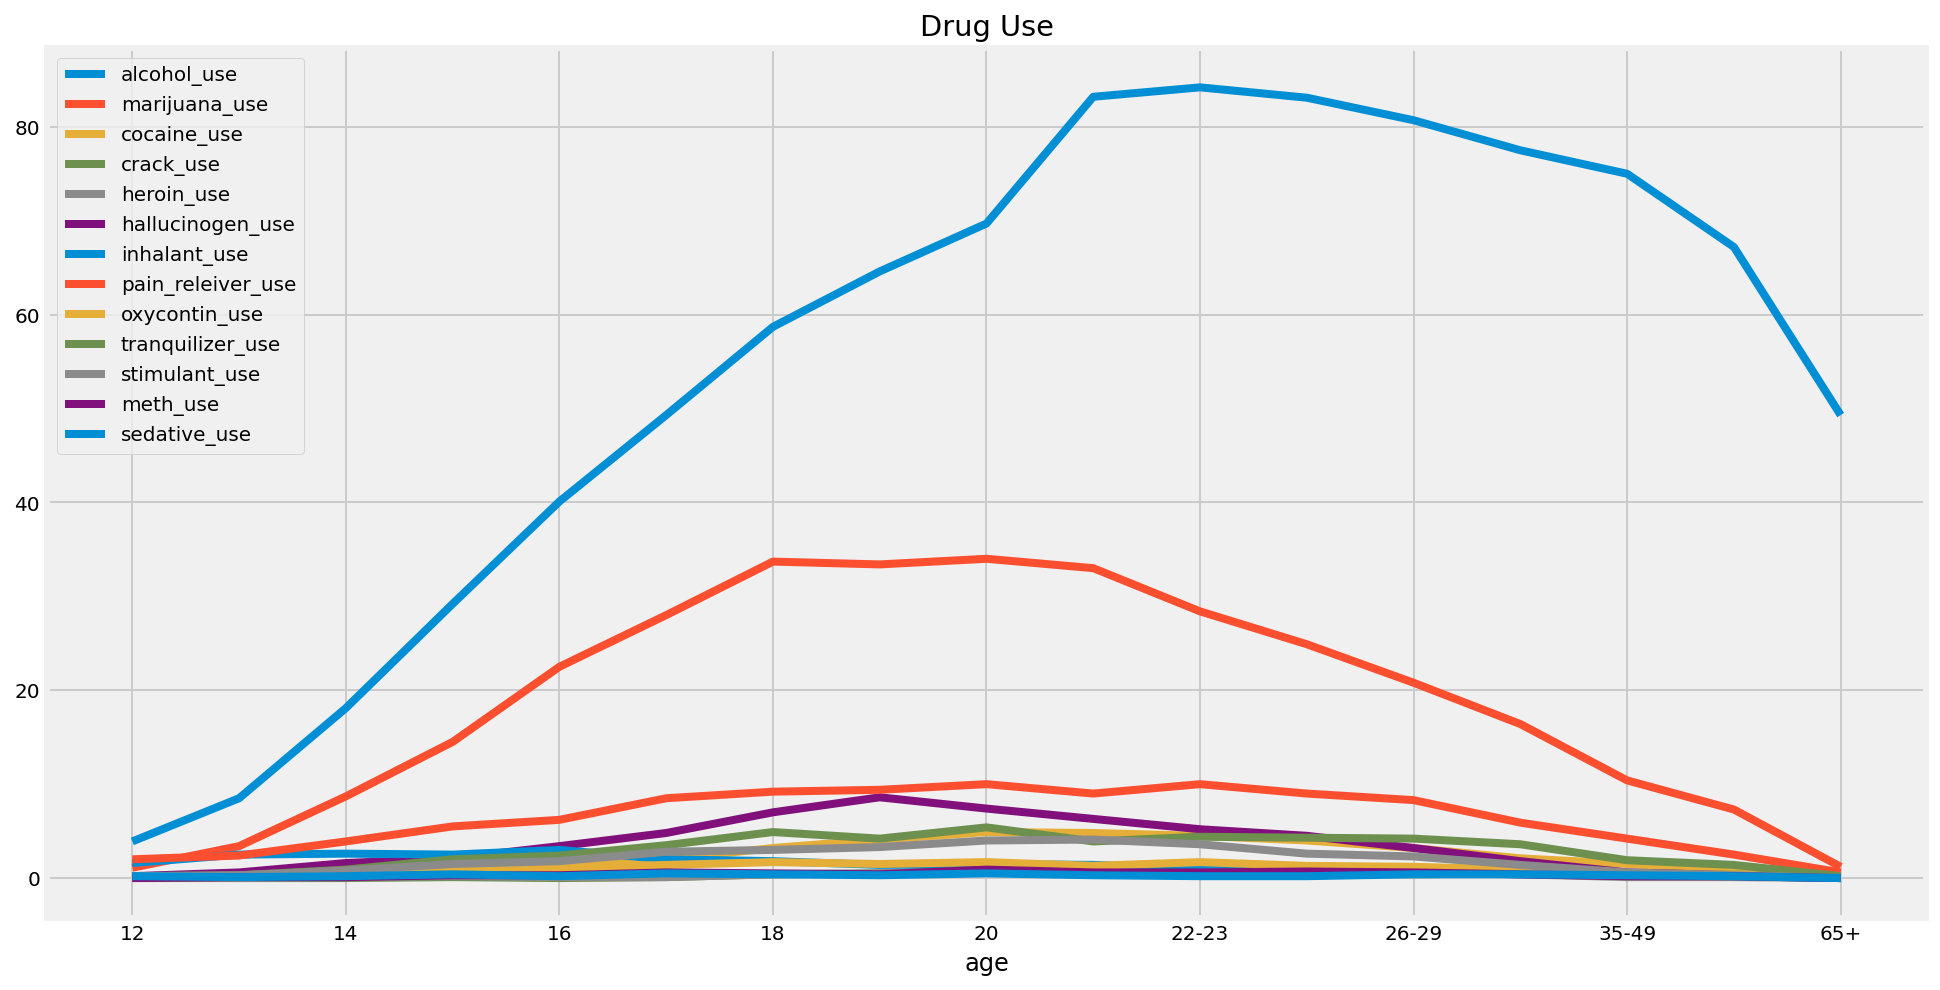 Drug Use
alcohol_use
marijuana_use
cocaine_use
crack_use
heroin_use
hallucinogen_use
inhalant_use
pain_releiver_use
oxycontin_use
tranquilizer_use
stimulant_use
meth_use
sedative_use
80
60
40
20
0
12 14 16 18 20 22-23 26-29 35-49 65+
age